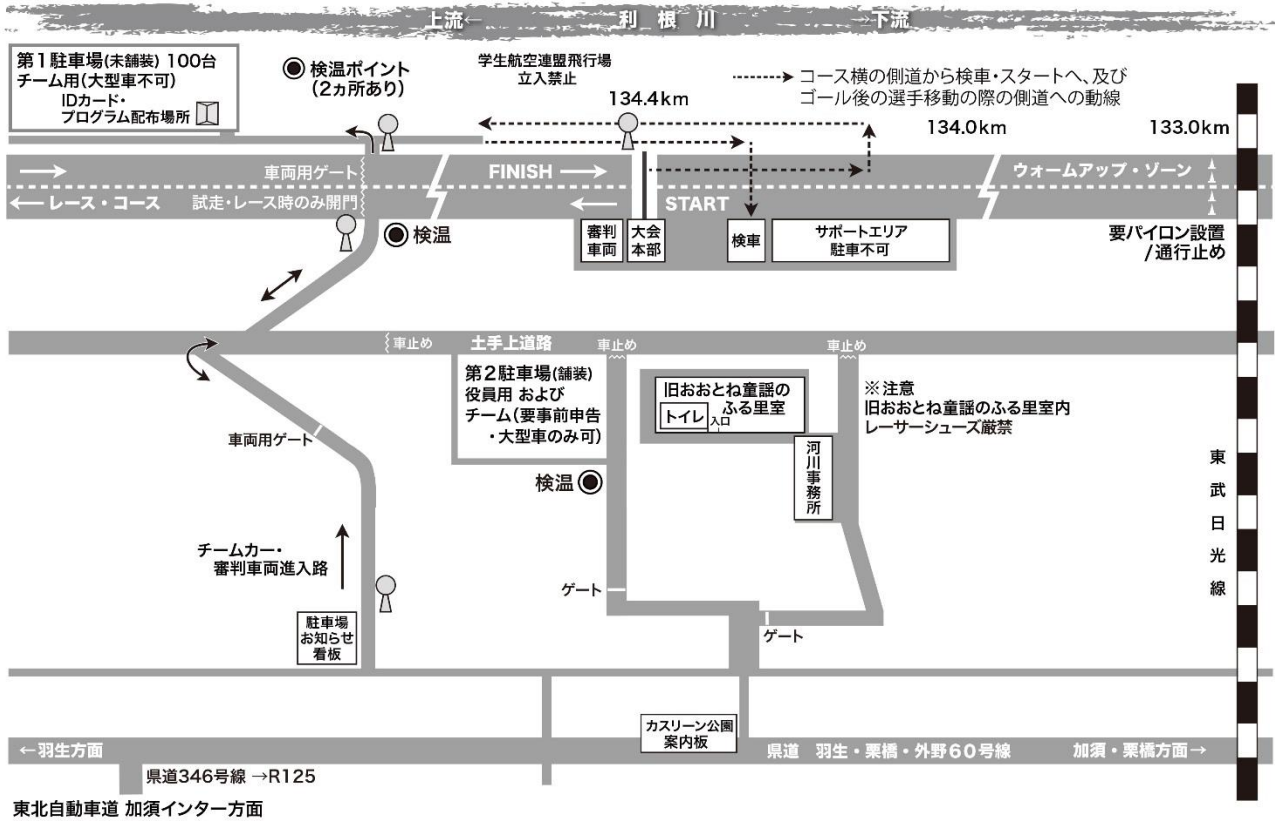 上流← 利根川 →下流
第1駐車場(未舗装) 100台
チーム用(大型車不可)
IDカード・
プログラム配布場所
検温ポイント
(2ヵ所あり)
学生航空連盟飛行場
立入禁止
コース横の側道から検車・スタートへ、及び
ゴール後の選手移動の際の側道への動線
134.4km
134.0km
133.0km
車両用ゲート
FINISH
ウォームアップ・ゾーン
←レース・コース
試走・レース時のみ開門
START
検温
審判
車両
大会
本部
検車
サポートエリア
駐車不可
要パイロン設置
/通行止め
車止め
土手上道路
車止め
車止め
第2駐車場(舗装)
役員用 および
チーム(要事前申告
・大型車のみ可)
旧おおとね童謡の
ふる里室
トイレ
入口
※注意
旧おおとね童謡のふる里室内
レーサーシューズ厳禁
車両用ゲート
検温
河川事務所
東武日光線
チームカー・
審判車両進入路
ゲート
駐車場
お知らせ
看板
ゲート
カスリーン公園
案内板
←羽生方面
県道 羽生・栗橋・外野60号線
加須・栗橋方面→
県道346号線 →R125
東北自動車道 加須インター方面